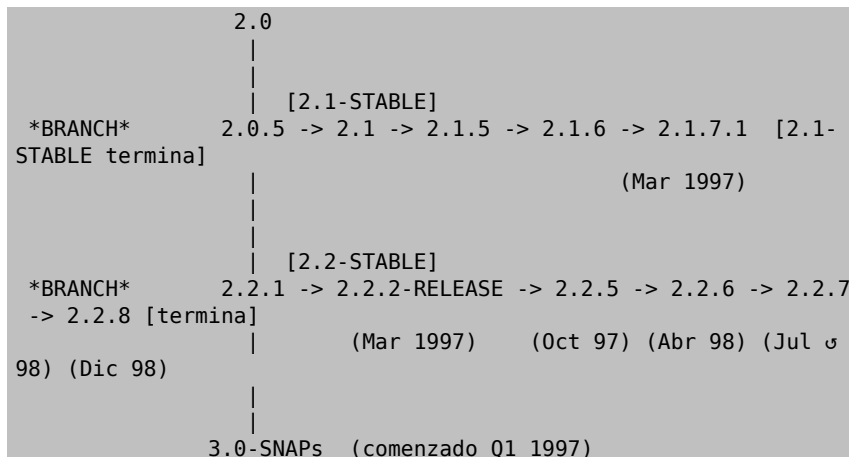 2.0
|
|
| [2.1-STABLE]
*BRANCH* 2.0.5 -> 2.1 -> 2.1.5 -> 2.1.6 -> 2.1.7.1 [2.1-
STABLE termina]
| (Mar 1997)
|
|
| [2.2-STABLE]
*BRANCH* 2.2.1 -> 2.2.2-RELEASE -> 2.2.5 -> 2.2.6 -> 2.2.7
-> 2.2.8 [termina]
| (Mar 1997) (Oct 97) (Abr 98) (Jul ↺
98) (Dic 98)
|
|
3.0-SNAPs (comenzado Q1 1997)